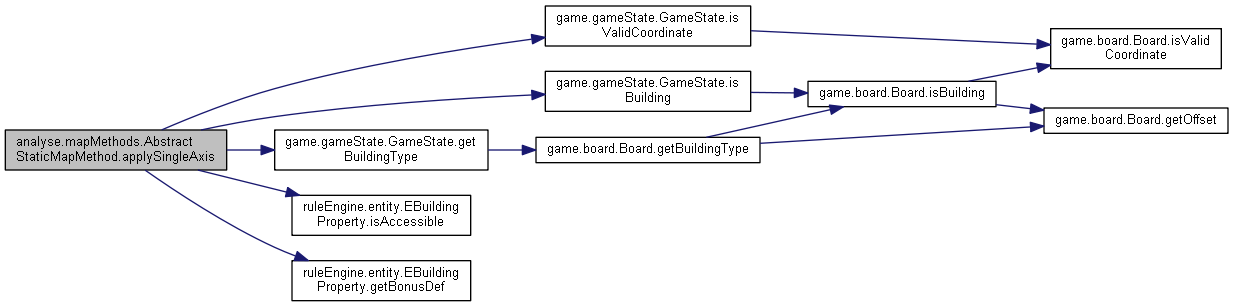 analyse.mapMethods.Abstract
StaticMapMethod.applySingleAxis
game.gameState.GameState.is
ValidCoordinate
game.gameState.GameState.is
Building
game.gameState.GameState.get
BuildingType
ruleEngine.entity.EBuilding
Property.isAccessible
ruleEngine.entity.EBuilding
Property.getBonusDef
game.board.Board.getBuildingType
game.board.Board.isBuilding
game.board.Board.isValid
Coordinate
game.board.Board.getOffset